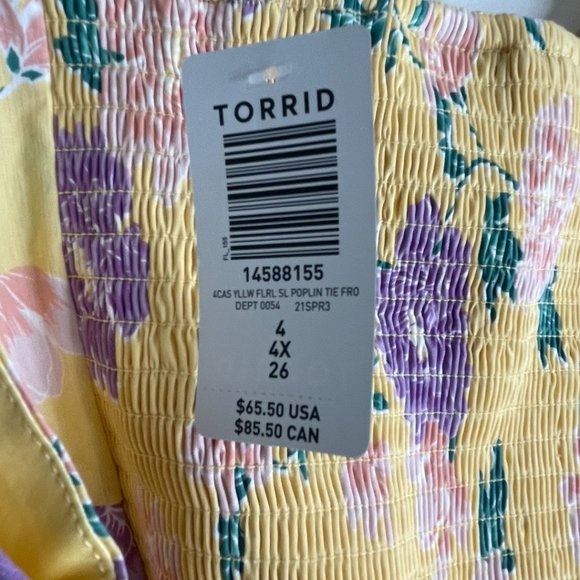 TORRID
FL_155
14588155
4CAS YLLW FLRL SL POPLIN TIE FRO
DEPT 0054 21SPR3
4
4X
26
$65.50 USA
$85.50 CAN